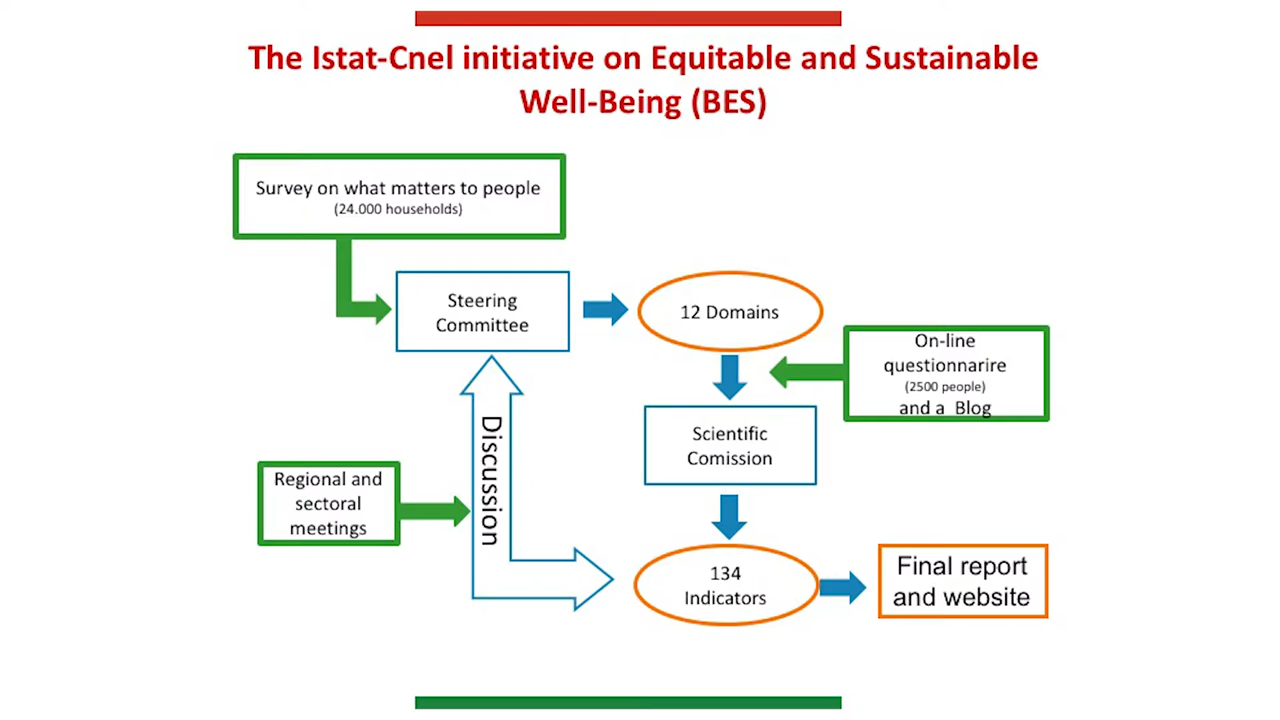 The Istat-Cnel initiative on Equitable and Sustainable
Well-Being (BES)
Survey on what matters to people
(24.000 households)
Steering
Committee
12 Domains
On-line
questionnarire
(2500 people)
and a Blog
Scientific
Comission
Discussion
Regional and
sectoral
meetings
134
Indicators
Final report
and website